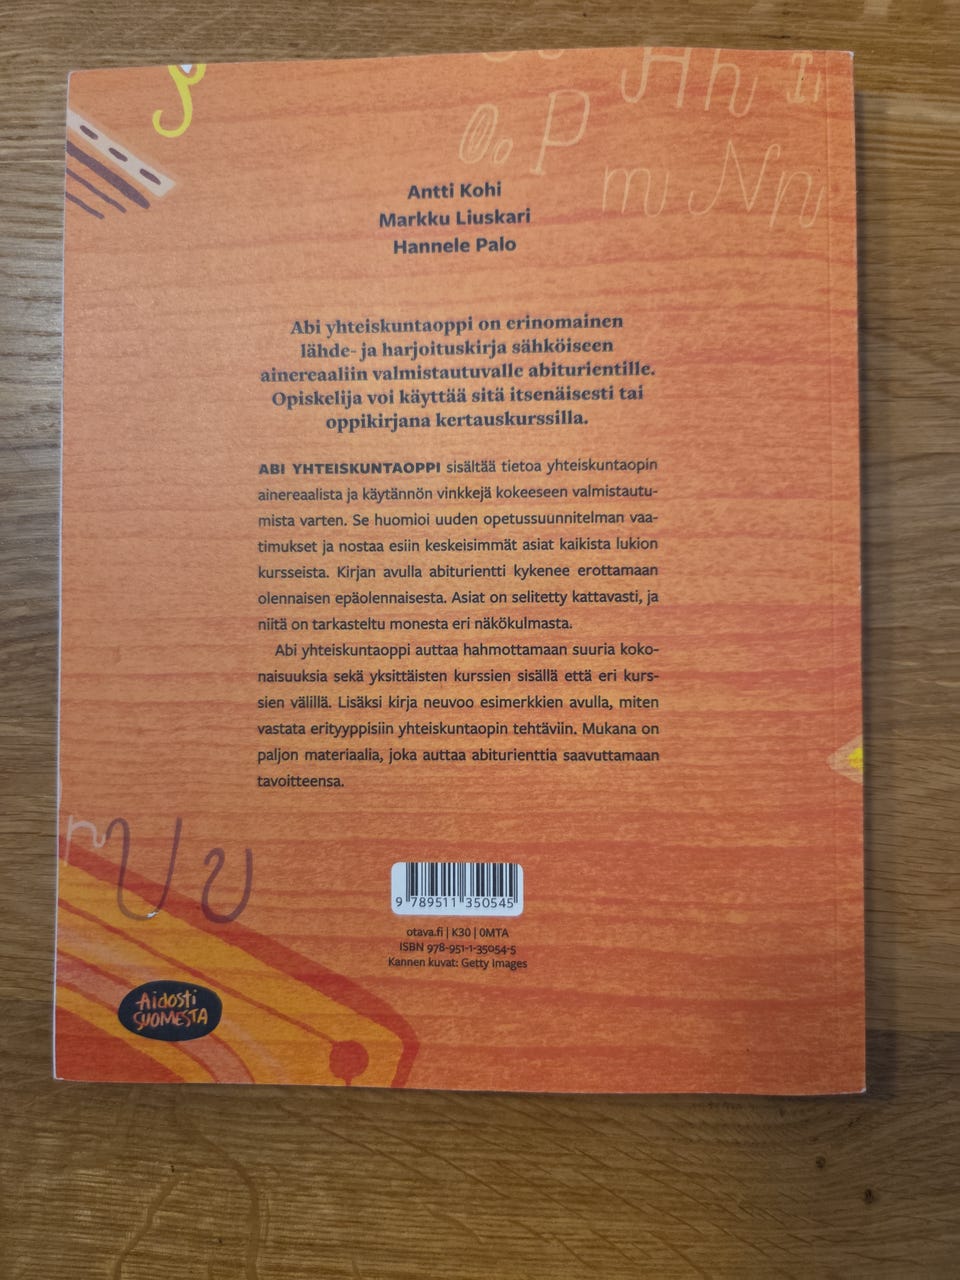 Hh Ii
Oo P
m Nn
Antti Kohi
Markku Liuskari
Hannele Palo
Abi yhteiskuntaoppi on erinomainen
lähde- ja harjoituskirja sähköiseen
ainereaaliin valmistautuvalle abiturientille.
Opiskelija voi käyttää sitä itsenäisesti tai
oppikirjana kertauskurssilla.
ABI YHTEISKUNTAOPPI sisältää tietoa yhteiskuntaopin
ainereaalista ja käytännön vinkkejä kokeeseen valmistautu-
mista varten. Se huomioi uuden opetussuunnitelman vaa-
timukset ja nostaa esiin keskeisimmät asiat kaikista lukion
kursseista. Kirjan avulla abiturientti kykenee erottamaan
olennaisen epäolennaisesta. Asiat on selitetty kattavasti, ja
niitä on tarkasteltu monesta eri näkökulmasta.
Abi yhteiskuntaoppi auttaa hahmottamaan suuria koko-
naisuuksia sekä yksittäisten kurssien sisällä että eri kurs-
sien välillä. Lisäksi kirja neuvoo esimerkkien avulla, miten
vastata erityyppisiin yhteiskuntaopin tehtäviin. Mukana on
paljon materiaalia, joka auttaa abiturienttia saavuttamaan
tavoitteensa.
Uu
9 789511 350545
otava.fi | K30 | 0MTA
ISBN 978-951-1-35054-5
Kannen kuvat: Getty Images
Aidosti
SUOMESTA